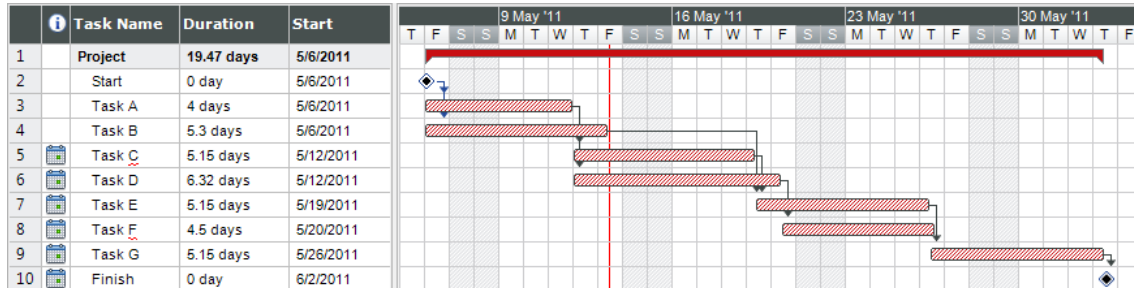 Task Name Duration Start 9 May '11 16 May '11 23 May '11 30 May '11
T F S S M T W T F S S M T W T F S S M T W T F S S M T W T F
1 Project 19.47 days 5/6/2011
2 Start 0 day 5/6/2011
3 Task A 4 days 5/6/2011
4 Task B 5.3 days 5/6/2011
5 Task C 5.15 days 5/12/2011
6 Task D 6.32 days 5/12/2011
7 Task E 5.15 days 5/19/2011
8 Task F 4.5 days 5/20/2011
9 Task G 5.15 days 5/26/2011
10 Finish 0 day 6/2/2011